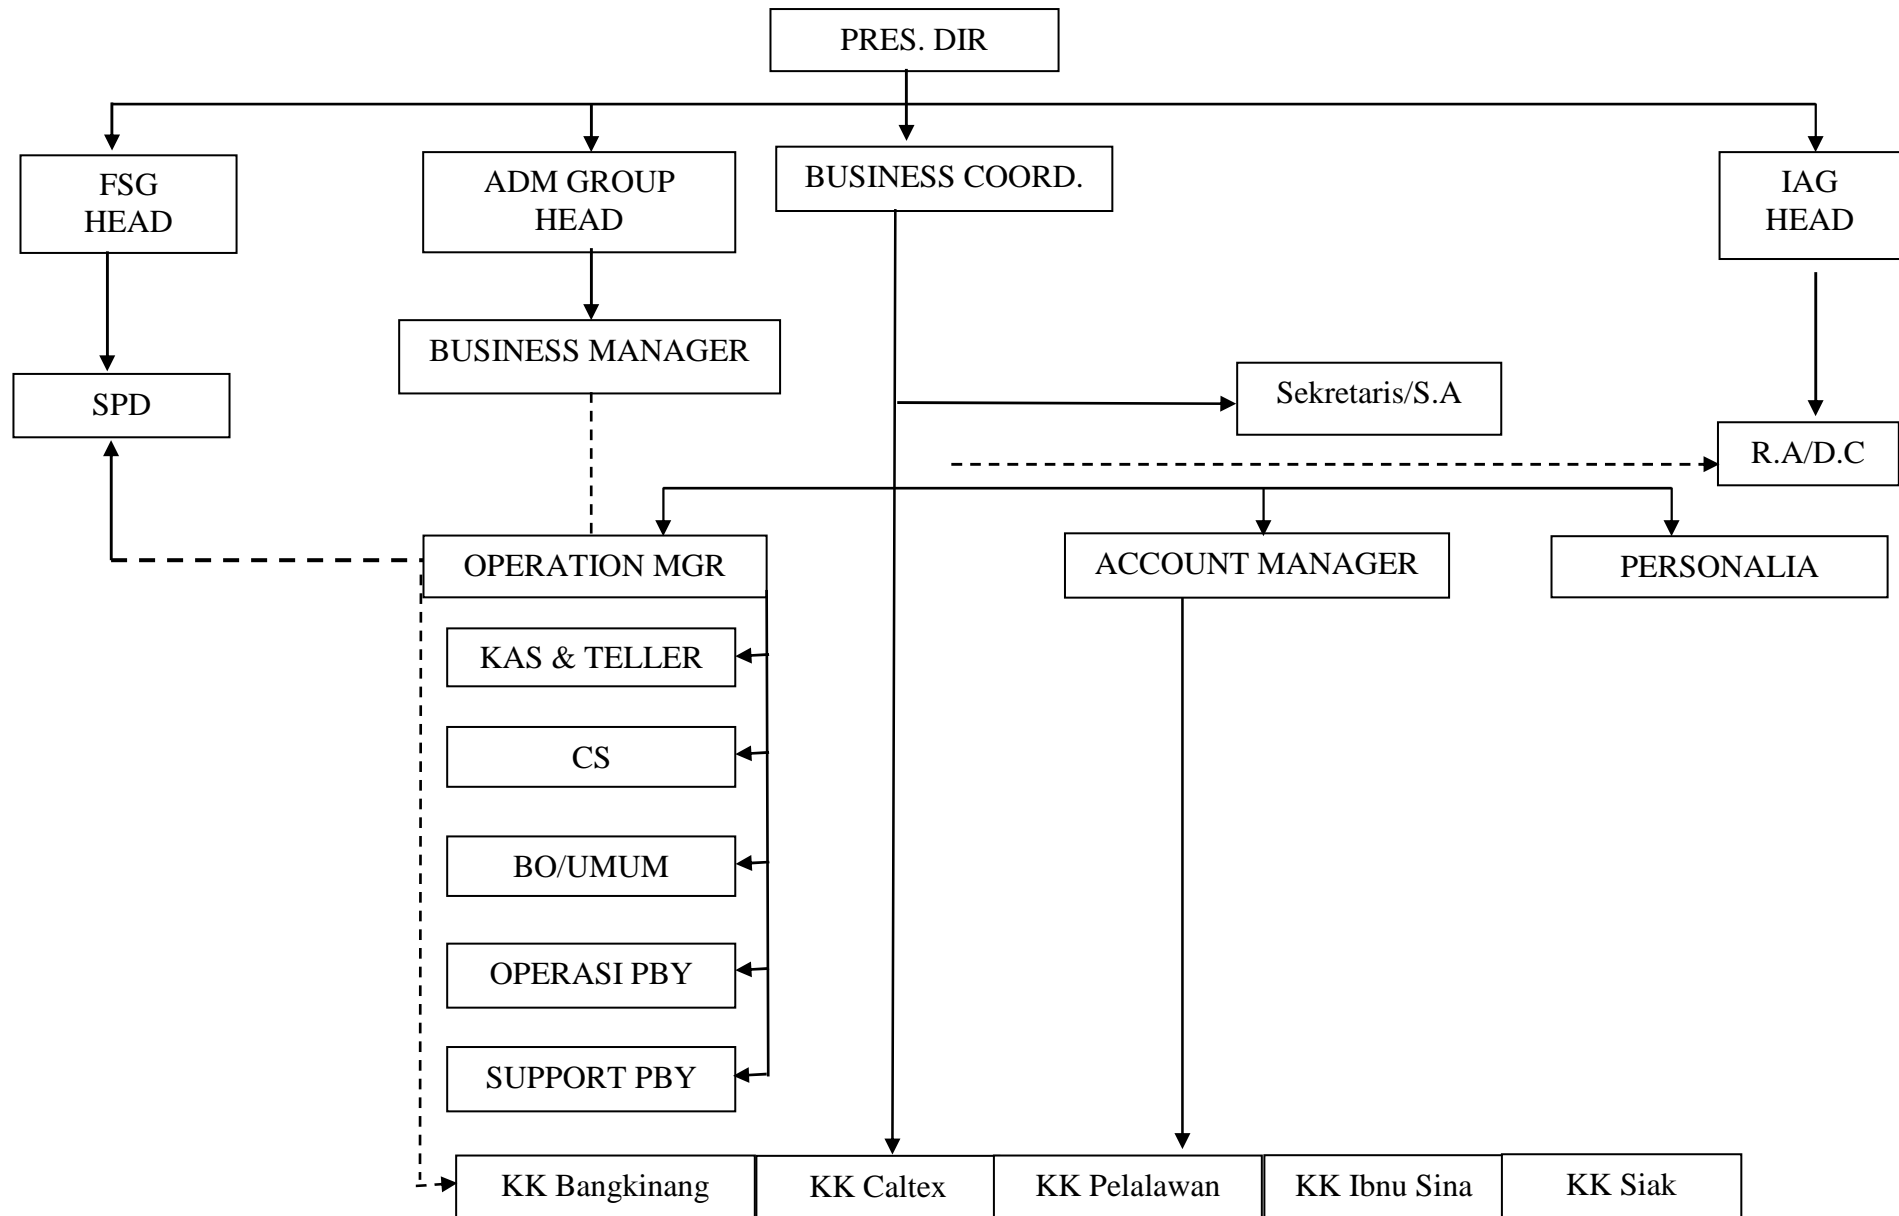 PRES. DIR
FSG
HEAD
ADM GROUP
HEAD
BUSINESS COORD.
IAG
HEAD
BUSINESS MANAGER
SPD
Sekretaris/S.A
R.A/D.C
OPERATION MGR
ACCOUNT MANAGER
PERSONALIA
KAS & TELLER
CS
BO/UMUM
OPERASI PBY
SUPPORT PBY
KK Bangkinang
KK Caltex
KK Pelalawan
KK Ibnu Sina
KK Siak